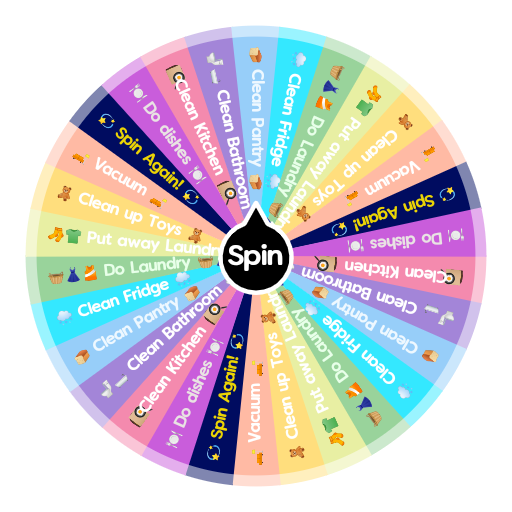 Clean Pantry
Clean Fridge
Do Laundry
Put away Laundry
Clean up Toys
Vacuum
Spin Again!
Do dishes
Clean Kitchen
Clean Bathroom
Clean Pantry
Clean Fridge
Do Laundry
Put away Laund
Clean up Toys
Vacuum
Spin Again!
Do dishes
Clean Kitchen
Clean Bathroom
Clean Pantry
Clean Fridge
Do Laundry
Put away Laundry
Clean up Toys
Vacuum
Spin Again!
Do dishes
Clean Kitchen
Clean Bathroom
Spin